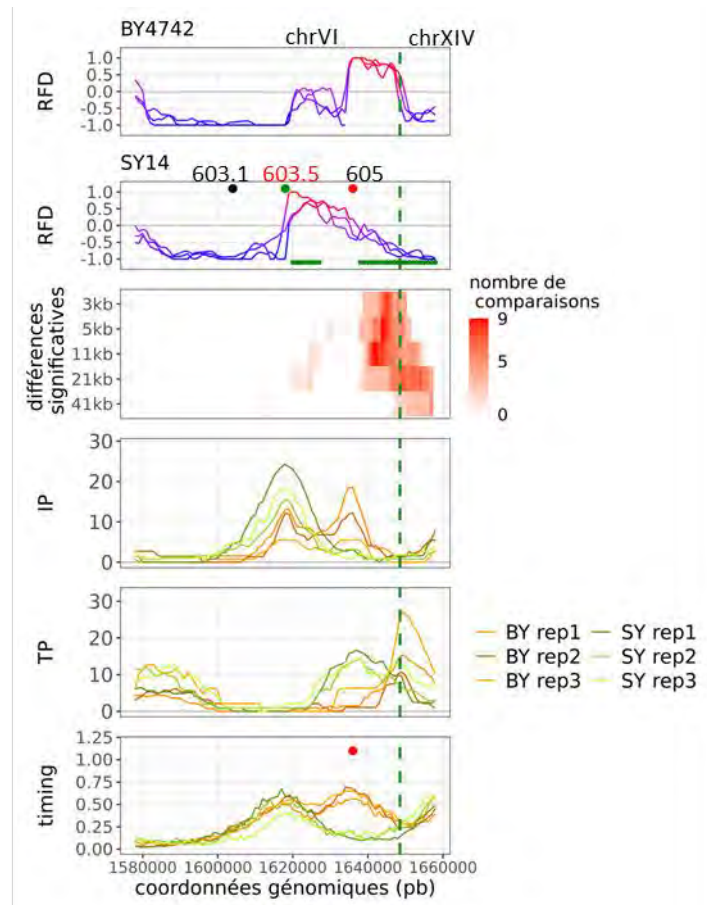 BY4742 chrVI chrXIV
RFD
1.0
0.5
-0.0
-0.5
-1.0
SY14
603.1 603.5 605
RFD
1.0
0.5
0.0
-0.5
-1.0
différences
significatives
3kb
5kb
11kb
21kb
41kb
nombre de
comparaisons
9
5
0
IP
30
20
10
0
TP
30
20
10
0
BY rep1 SY rep1
BY rep2 SY rep2
BY rep3 SY rep3
timing
1.25
1.00
0.75
0.50
0.25
0.00
1580000 1600000 1620000 1640000 1660000
coordonnées génomiques (pb)